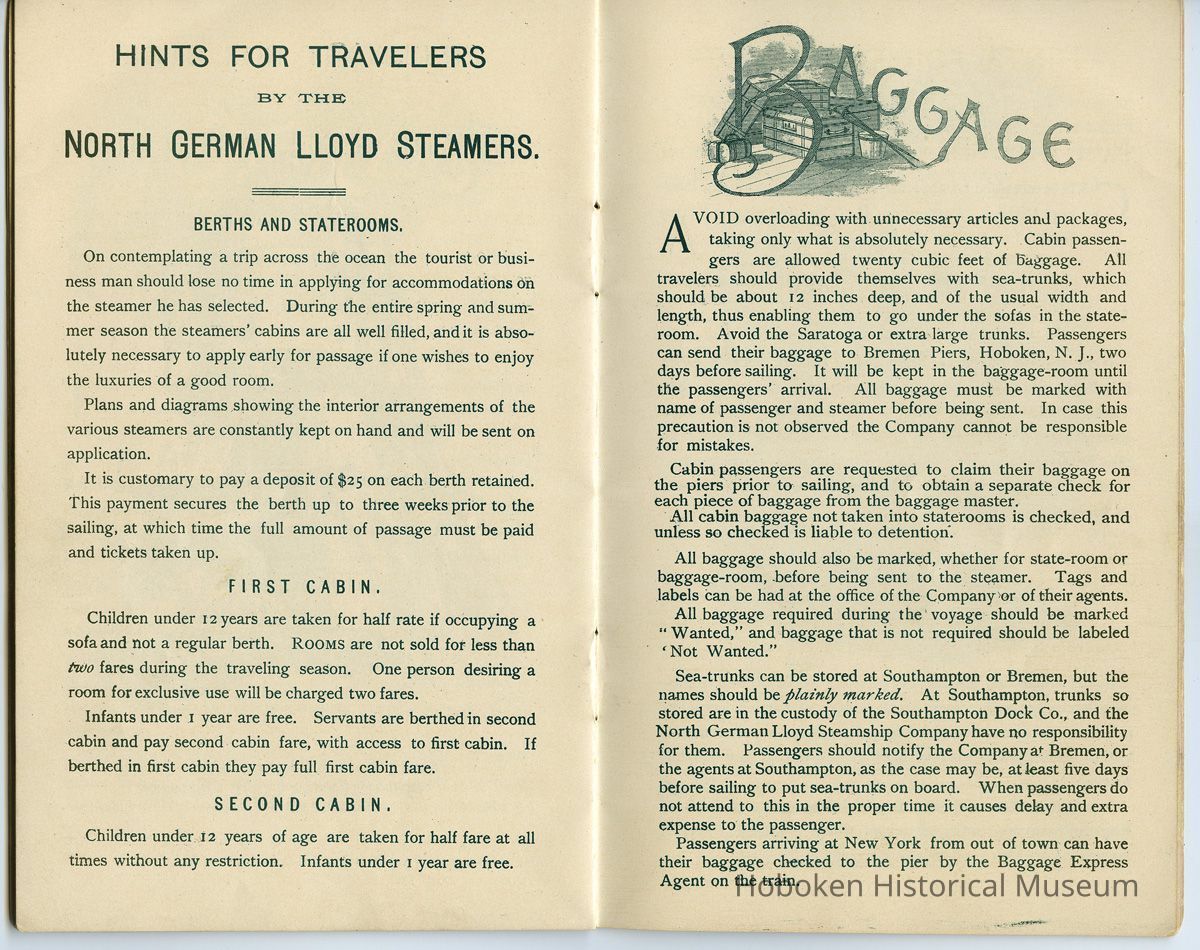 HINTS FOR TRAVELERS
BY THE
NORTH GERMAN LLOYD STEAMERS.
BERTHS AND STATEROOMS.
On contemplating a trip across the ocean the tourist or busi-
ness man should lose no time in applying for accommodations on
the steamer he has selected. During the entire spring and sum-
mer season the steamers' cabins are all well filled, and it is abso-
lutely necessary to apply early for passage if one wishes to enjoy
the luxuries of a good room.
Plans and diagrams showing the interior arrangements of the
various steamers are constantly kept on hand and will be sent on
application.
It is customary to pay a deposit of $25 on each berth retained.
This payment secures the berth up to three weeks prior to the
sailing, at which time the full amount of passage must be paid
and tickets taken up.
FIRST CABIN.
Children under 12 years are taken for half rate if occupying a
sofa and not a regular berth. ROOMS are not sold for less than
two fares during the traveling season. One person desiring a
room for exclusive use will be charged two fares.
Infants under 1 year are free. Servants are berthed in second
cabin and pay second cabin fare, with access to first cabin. If
berthed in first cabin they pay full first cabin fare.
SECOND CABIN.
Children under 12 years of age are taken for half fare at all
times without any restriction. Infants under 1 year are free.
BAGGAGE
AVOID overloading with unnecessary articles and packages,
taking only what is absolutely necessary. Cabin passen-
gers are allowed twenty cubic feet of baggage. All
travelers should provide themselves with sea-trunks, which
should be about 12 inches deep, and of the usual width and
length, thus enabling them to go under the sofas in the state-
room. Avoid the Saratoga or extra large trunks. Passengers
can send their baggage to Bremen Piers, Hoboken, N. J., two
days before sailing. It will be kept in the baggage-room until
the passengers' arrival. All baggage must be marked with
name of passenger and steamer before being sent. In case this
precaution is not observed the Company cannot be responsible
for mistakes.
Cabin passengers are requested to claim their baggage on
the piers prior to sailing, and to obtain a separate check for
each piece of baggage from the baggage master.
All cabin baggage not taken into staterooms is checked, and
unless so checked is liable to detention.
All baggage should also be marked, whether for state-room or
baggage-room, before being sent to the steamer. Tags and
labels can be had at the office of the Company or of their agents.
All baggage required during the voyage should be marked
"Wanted," and baggage that is not required should be labeled
'Not Wanted."
Sea-trunks can be stored at Southampton or Bremen, but the
names should be plainly marked. At Southampton, trunks so
stored are in the custody of the Southampton Dock Co., and the
North German Lloyd Steamship Company have no responsibility
for them. Passengers should notify the Company at Bremen, or
the agents at Southampton, as the case may be, at least five days
before sailing to put sea-trunks on board. When passengers do
not attend to this in the proper time it causes delay and extra
expense to the passenger.
Passengers arriving at New York from out of town can have
their baggage checked to the pier by the Baggage Express
Agent on the train.
Hoboken Historical Museum